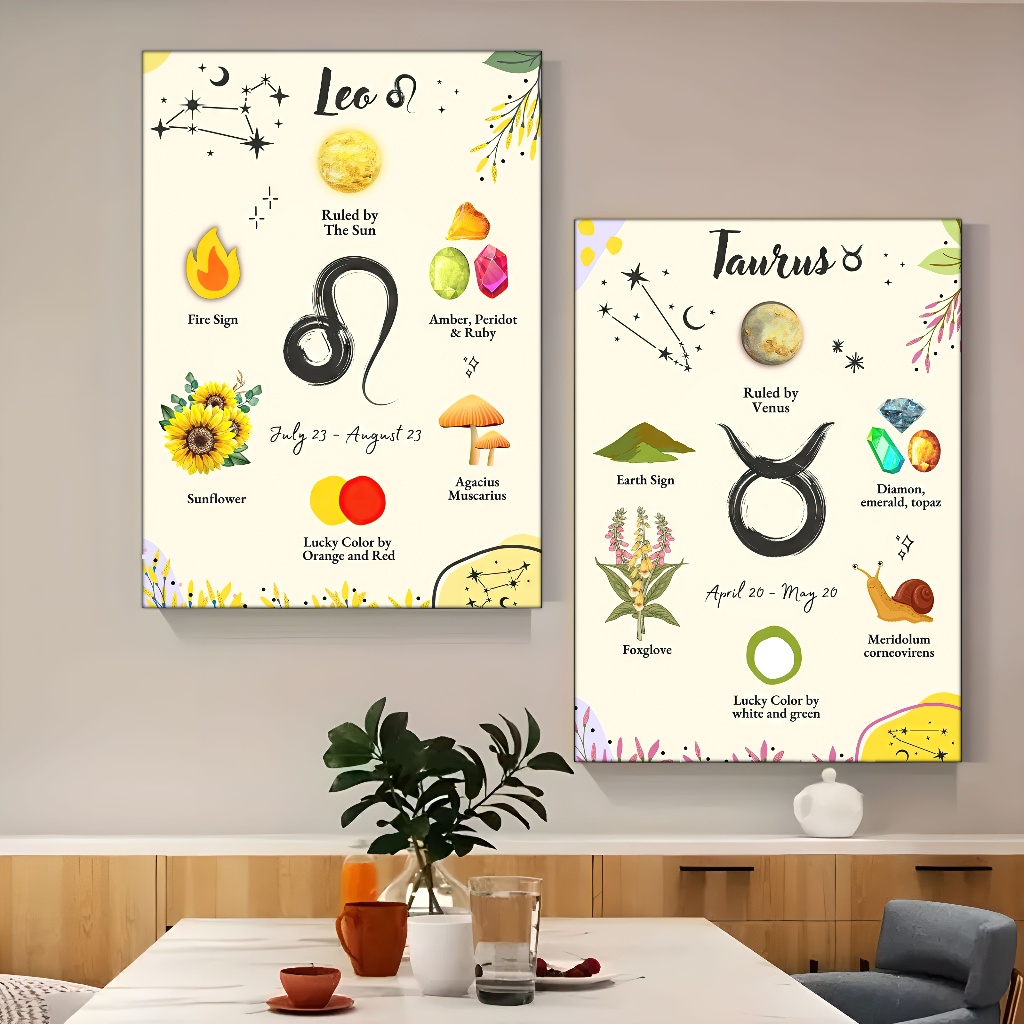 Leo ♌
Ruled by
The Sun
Fire Sign
Amber, Peridot
& Ruby
July 23 - August 23
Sunflower
Agacius
Muscarius
Lucky Color by
Orange and Red
Taurus ♉
Ruled by
Venus
Earth Sign
Diamon,
emerald, topaz
April 20 - May 20
Foxglove
Meridolum
corneovirens
Lucky Color by
white and green